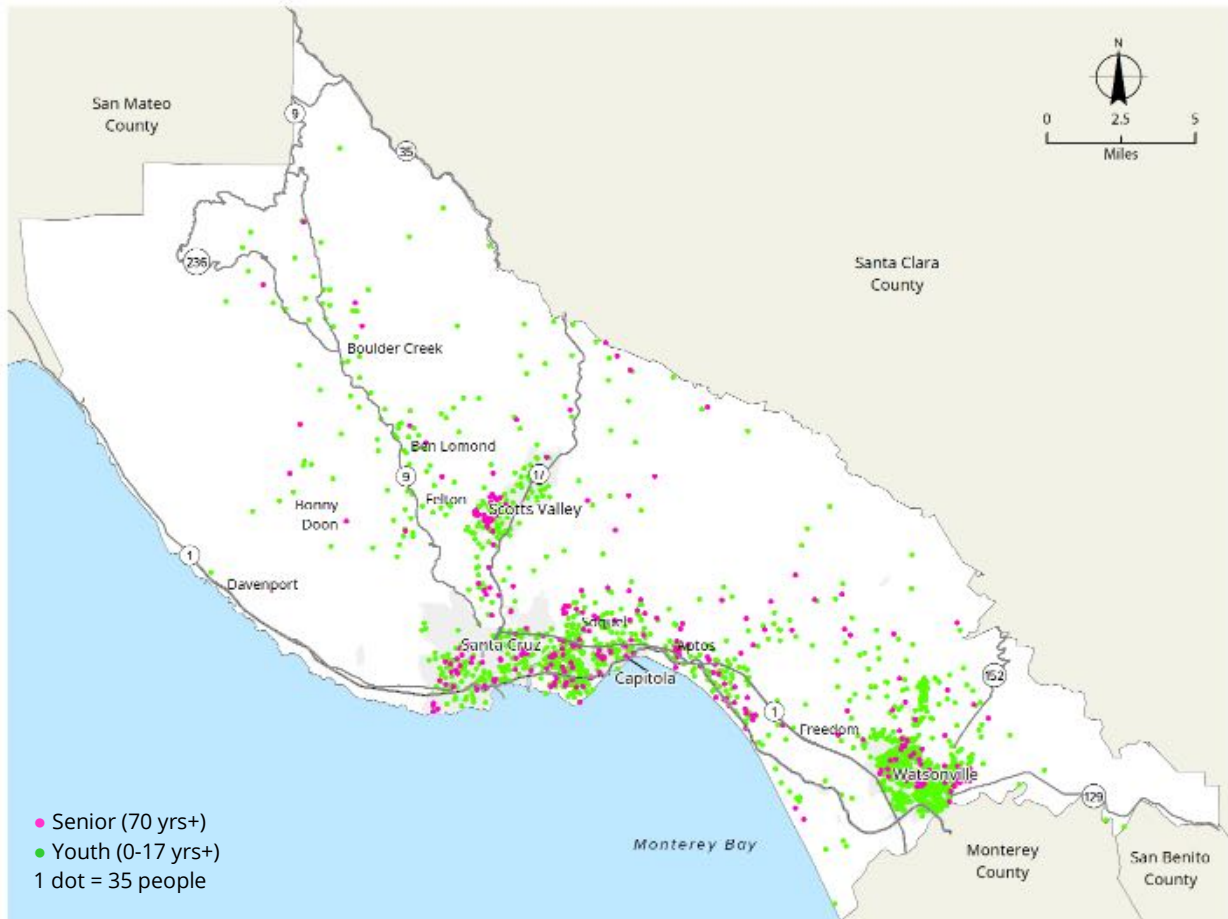 N
0
2.5
5
Miles
San Mateo
County
9
35
236
Santa Clara
County
Boulder Creek
Ben Lomond
9
17
Felton
Scotts Valley
Bonny
Doon
1
Davenport
Soquel
Santa Cruz
Aptos
Capitola
152
1
Freedom
Watsonville
129
Monterey Bay
Monterey
County
San Benito
County
Senior (70 yrs+)
Youth (0-17 yrs+)
1 dot = 35 people